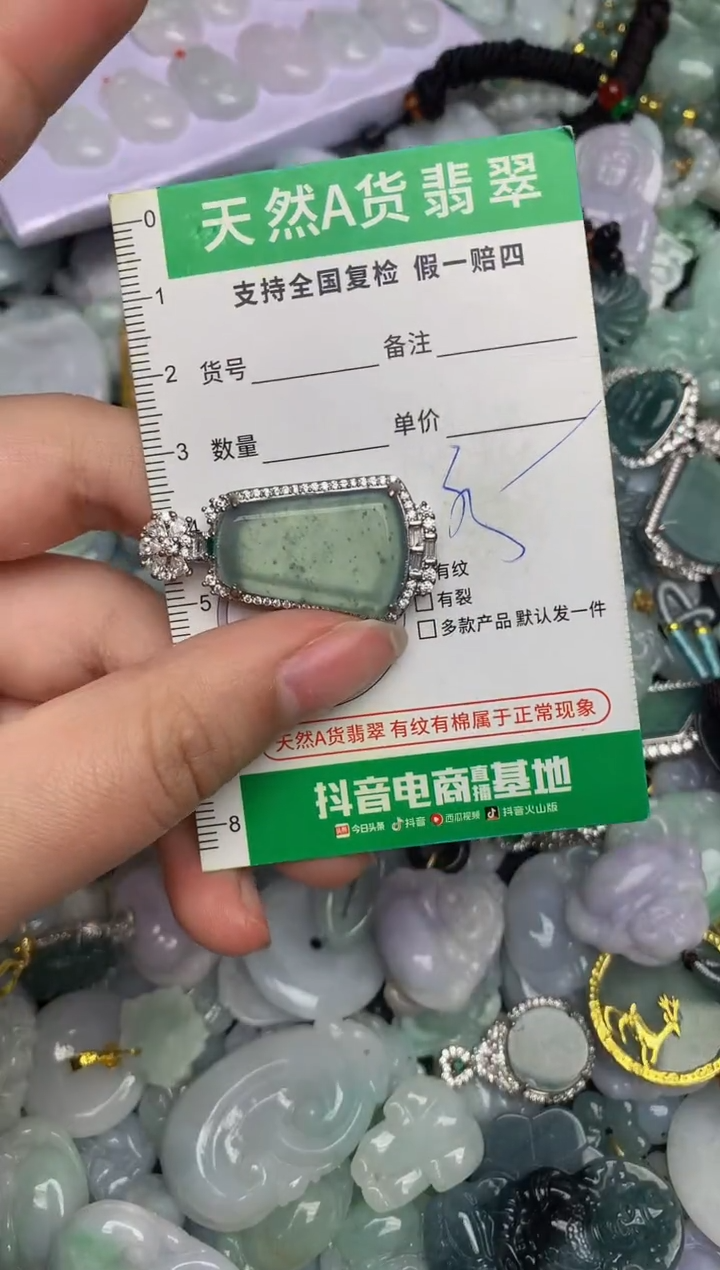 天然A货翡翠
支持全国复检 假一赔四
0
1
2
3
5
8
货号 备注
数量 单价
有纹
有裂
多款产品默认发一件
天然A货翡翠 有纹有棉属于正常现象
抖音电商直播基地
头条 今日头条 抖音 西瓜视频 抖音火山版